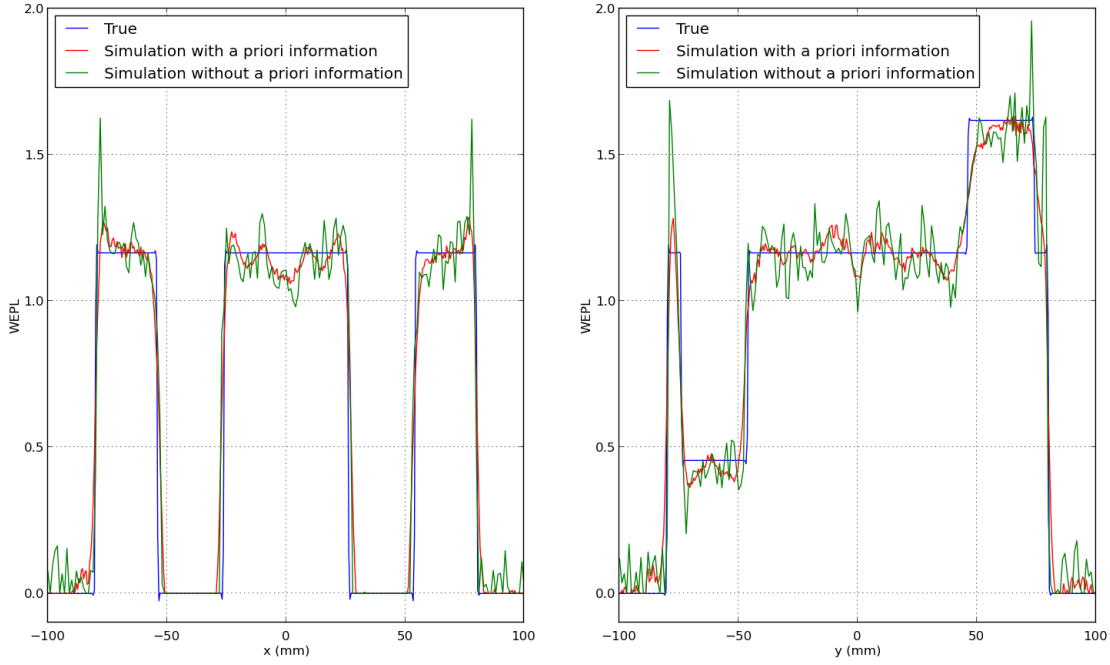 True
Simulation with a priori information
Simulation without a priori information
2.0
1.5
1.0
0.5
0.0
WEPL
−100
−50
0
50
100
x (mm)
True
Simulation with a priori information
Simulation without a priori information
2.0
1.5
1.0
0.5
0.0
WEPL
−100
−50
0
50
100
y (mm)